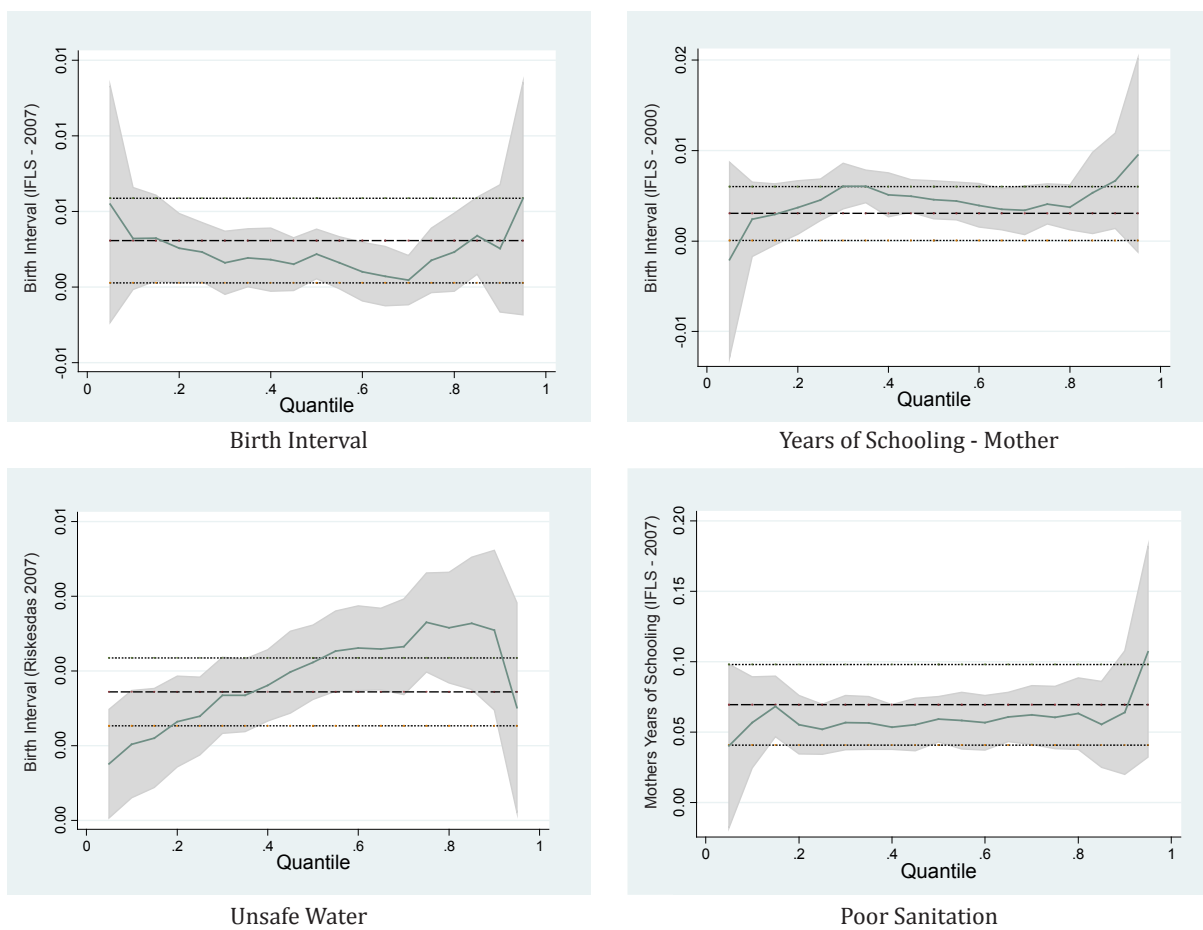 Birth Interval (IFLS - 2007)
0.01
0.01
0.01
0.00
-0.01
0 .2 .4 .6 .8 1
Quantile
Birth Interval
Birth Interval (IFLS - 2000)
0.02
0.01
0.00
-0.01
0 .2 .4 .6 .8 1
Quantile
Years of Schooling - Mother
Birth Interval (Riskesdas 2007)
0.01
0.00
0.00
0.00
0.00
0 .2 .4 .6 .8 1
Quantile
Unsafe Water
Mothers Years of Schooling (IFLS - 2007)
0.20
0.15
0.10
0.05
0.00
0 .2 .4 .6 .8 1
Quantile
Poor Sanitation